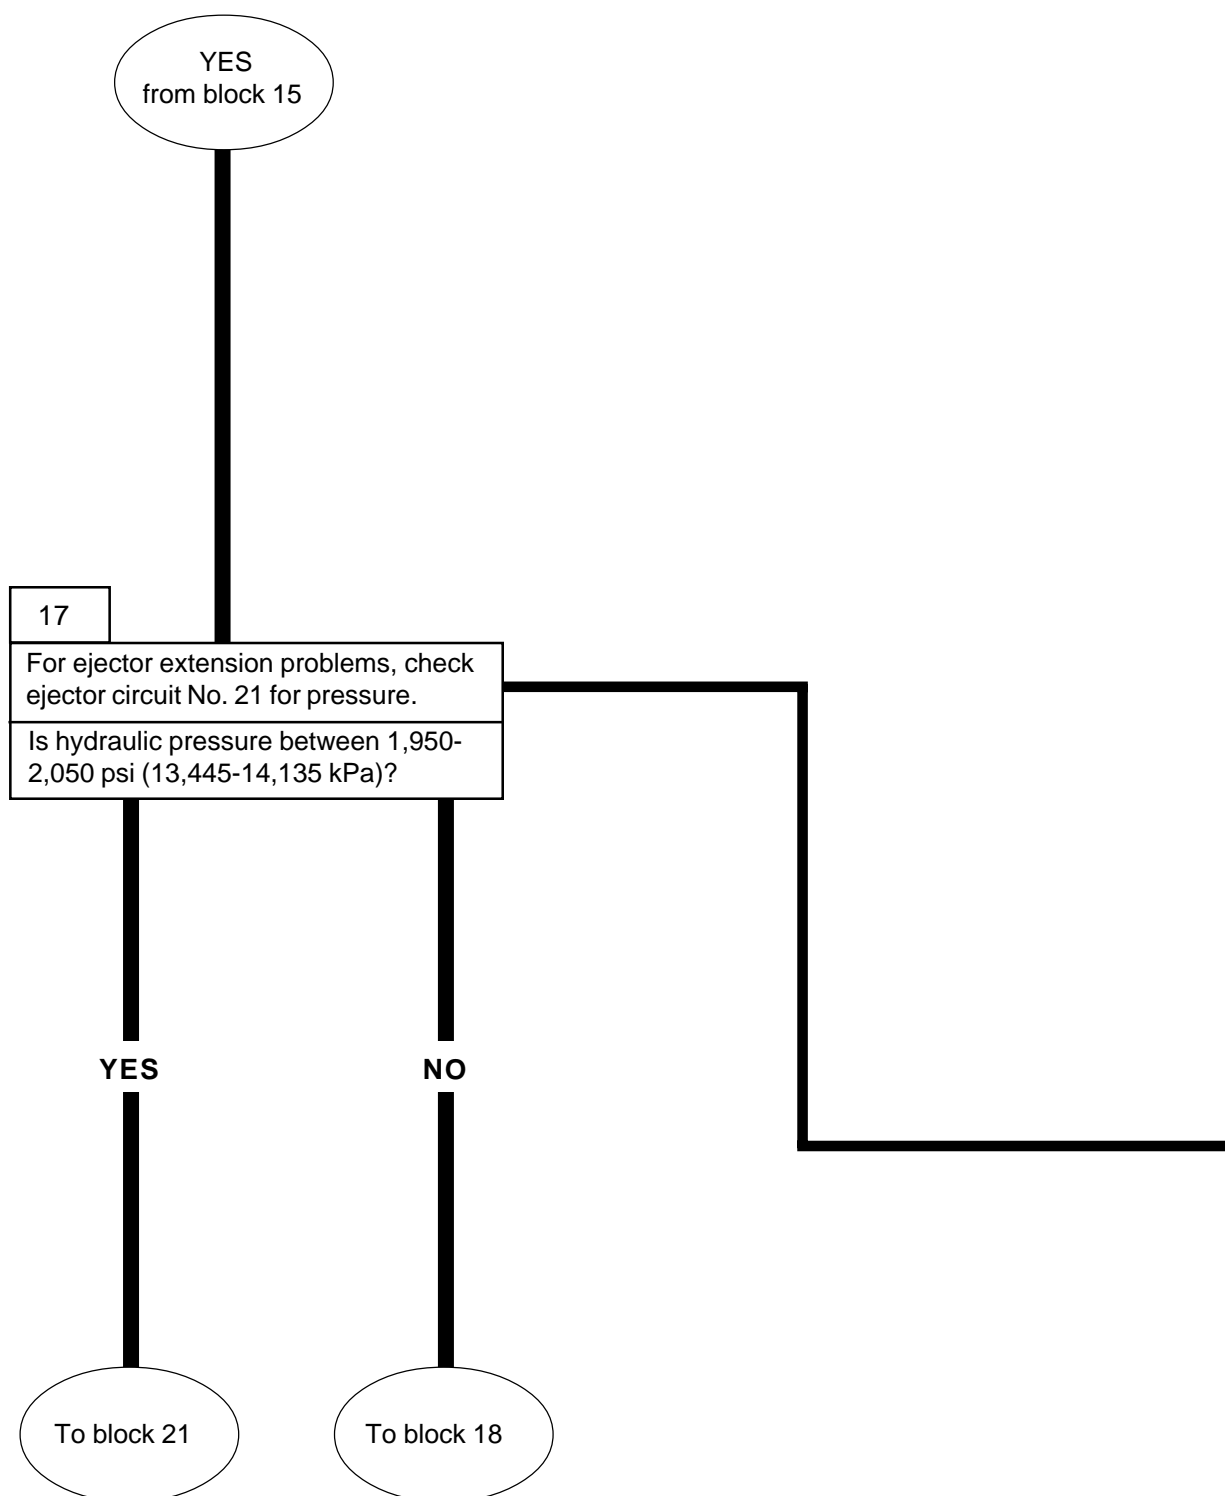 YES
from block 15
17
For ejector extension problems, check
ejector circuit No. 21 for pressure.
Is hydraulic pressure between 1,950-
2,050 psi (13,445-14,135 kPa)?
YES
NO
To block 21
To block 18